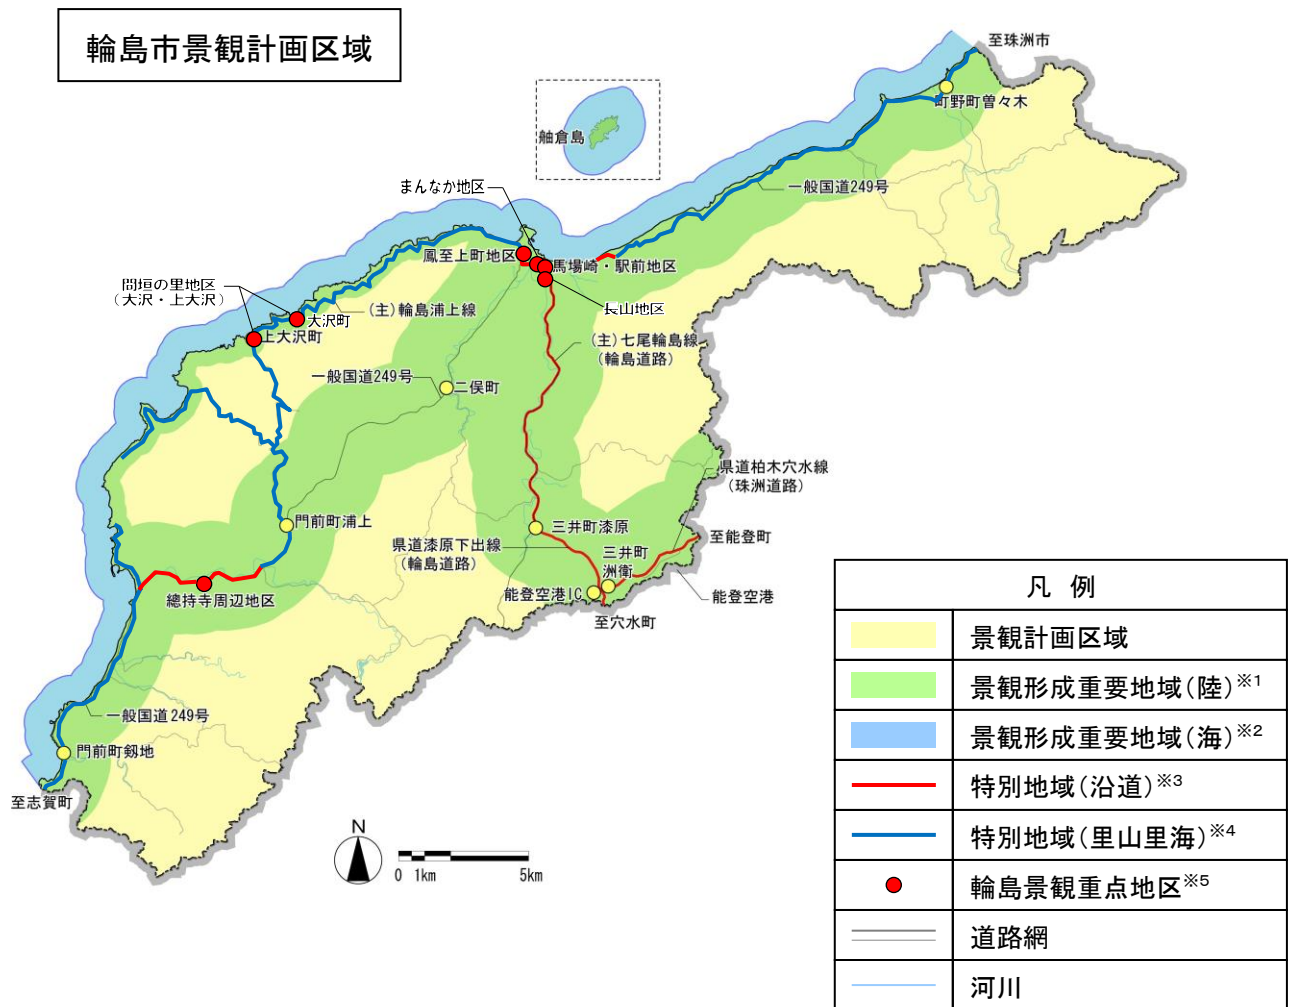 輪島市景観計画区域
至珠洲市
町野町曽々木
舳倉島
まんなか地区
一般国道249号
鳳至上町地区
馬場崎・駅前地区
間垣の里地区
(大沢・上大沢)
長山地区
大沢町
(主)輪島浦上線
上大沢町
(主)七尾輪島線
(輪島道路)
一般国道249号
二俣町
県道柏木穴水線
(珠洲道路)
門前町浦上
三井町漆原
至能登町
県道漆原下出線
(輪島道路)
三井町
洲衛
能登空港IC
能登空港
總持寺周辺地区
至穴水町
一般国道249号
門前町剱地
至志賀町
N
0 1km 5km
凡 例
景観計画区域
景観形成重要地域(陸)※1
景観形成重要地域(海)※2
特別地域(沿道)※3
特別地域(里山里海)※4
輪島景観重点地区※5
道路網
河川